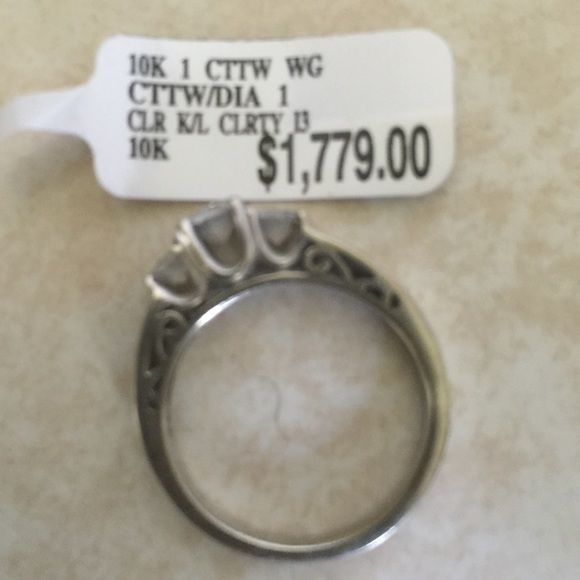 10K 1 CTTW WG
CTTW/DIA 1
CLR K/L CLRTY I3
10K $1,779.00